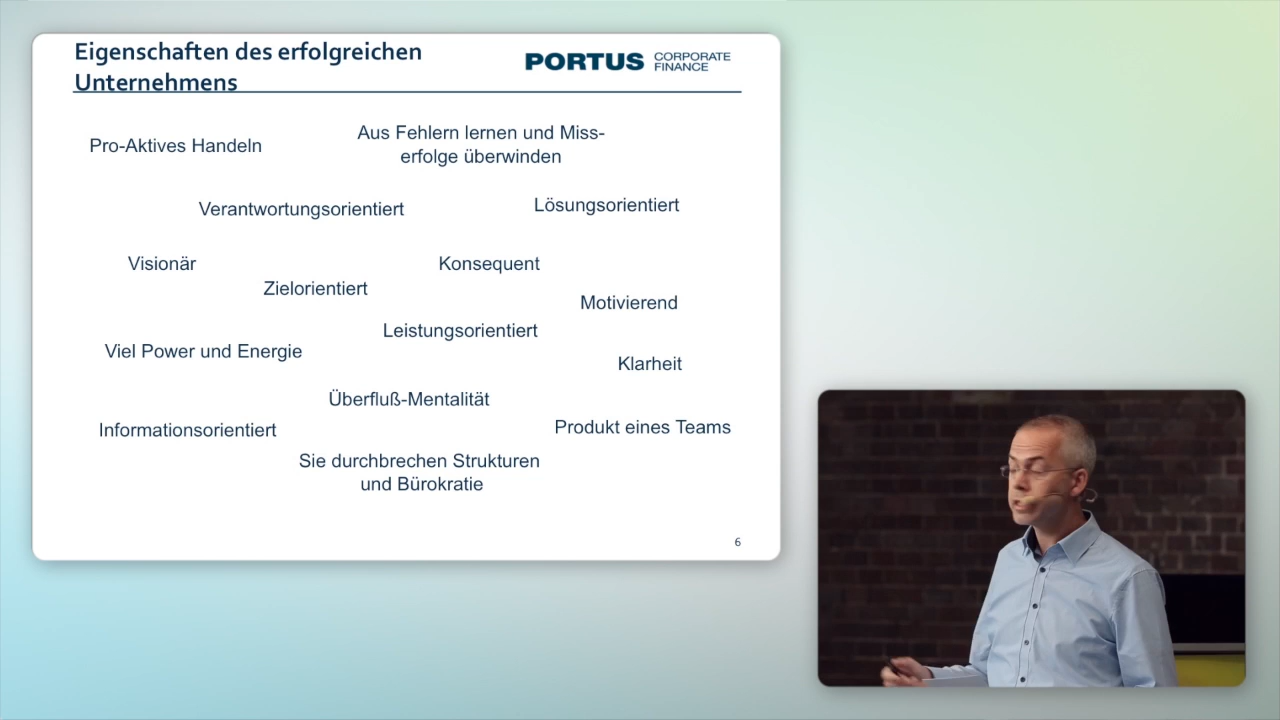 Eigenschaften des erfolgreichen
Unternehmens
PORTUS CORPORATE
FINANCE
Pro-Aktives Handeln
Aus Fehlern lernen und Miss-
erfolge überwinden
Verantwortungsorientiert
Lösungsorientiert
Visionär
Konsequent
Zielorientiert
Motivierend
Leistungsorientiert
Viel Power und Energie
Klarheit
Überfluß-Mentalität
Informationsorientiert
Produkt eines Teams
Sie durchbrechen Strukturen
und Bürokratie
6